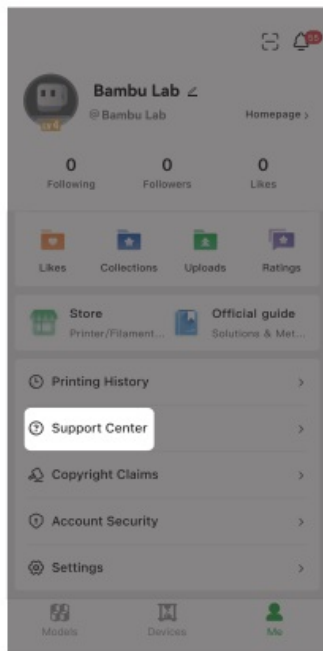 55
Bambu Lab
@ Bambu Lab Homepage >
0 0 0
Following Followers Likes
Likes Collections Uploads Ratings
Store Official guide
Printer/Filament... Solutions & Met...
Printing History
Support Center
Copyright Claims
Account Security
Settings
Models Devices Me